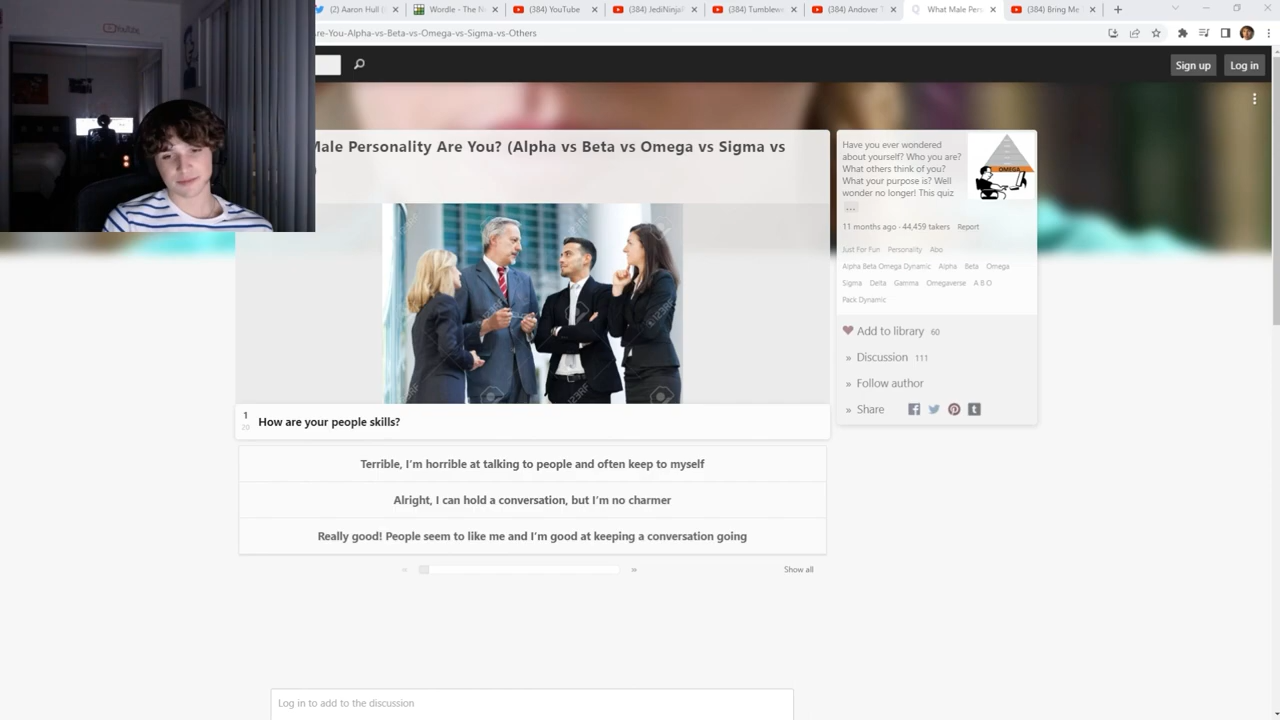 (2) Aaron Hull (
Wordle - The N
(384) YouTube
(384) JediNinja
(384) Tumblewe
(384) Andover T
What Male Pers
(384) Bring Me
re-You-Alpha-vs-Beta-vs-Omega-vs-Sigma-vs-Others
Sign up
Log in
Male Personality Are You? (Alpha vs Beta vs Omega vs Sigma vs
Have you ever wondered
about yourself? Who you are?
What others think of you?
What your purpose is? Well
wonder no longer! This quiz
...
OMEGA
11 months ago · 44,459 takers Report
Just For Fun Personality Abo
Alpha Beta Omega Dynamic Alpha Beta Omega
Sigma Delta Gamma Omegaverse A B O
Pack Dynamic
Add to library 60
» Discussion 111
» Follow author
» Share
1
20
How are your people skills?
Terrible, I'm horrible at talking to people and often keep to myself
Alright, I can hold a conversation, but I'm no charmer
Really good! People seem to like me and I'm good at keeping a conversation going
Show all
Log in to add to the discussion